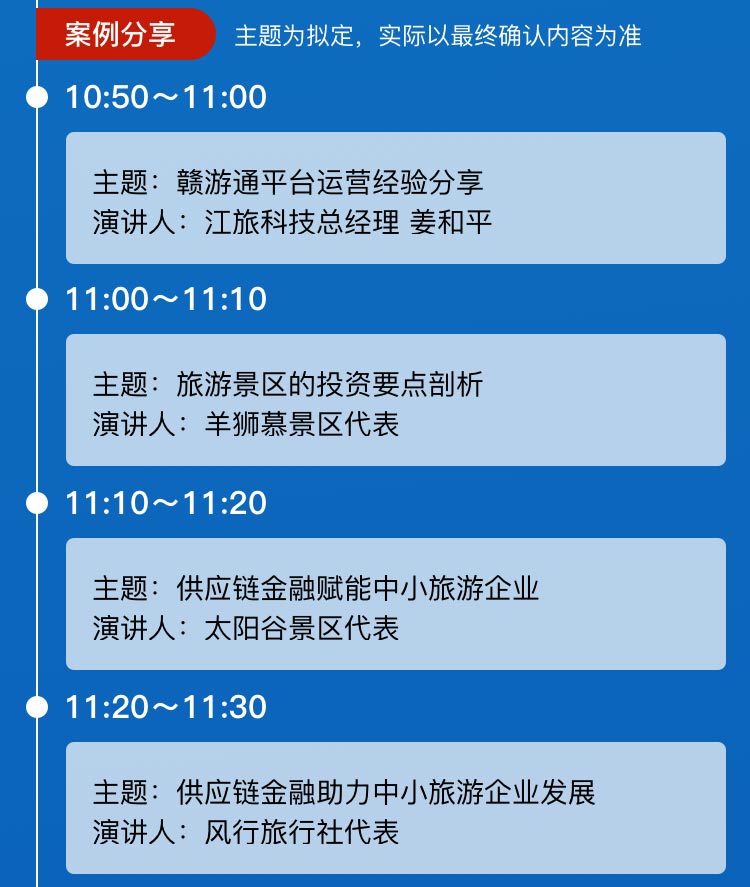 案例分享 主题为拟定，实际以最终确认内容为准
10:50～11:00
主题：赣游通平台运营经验分享
演讲人：江旅科技总经理 姜和平
11:00～11:10
主题：旅游景区的投资要点剖析
演讲人：羊狮慕景区代表
11:10～11:20
主题：供应链金融赋能中小旅游企业
演讲人：太阳谷景区代表
11:20～11:30
主题：供应链金融助力中小旅游企业发展
演讲人：风行旅行社代表